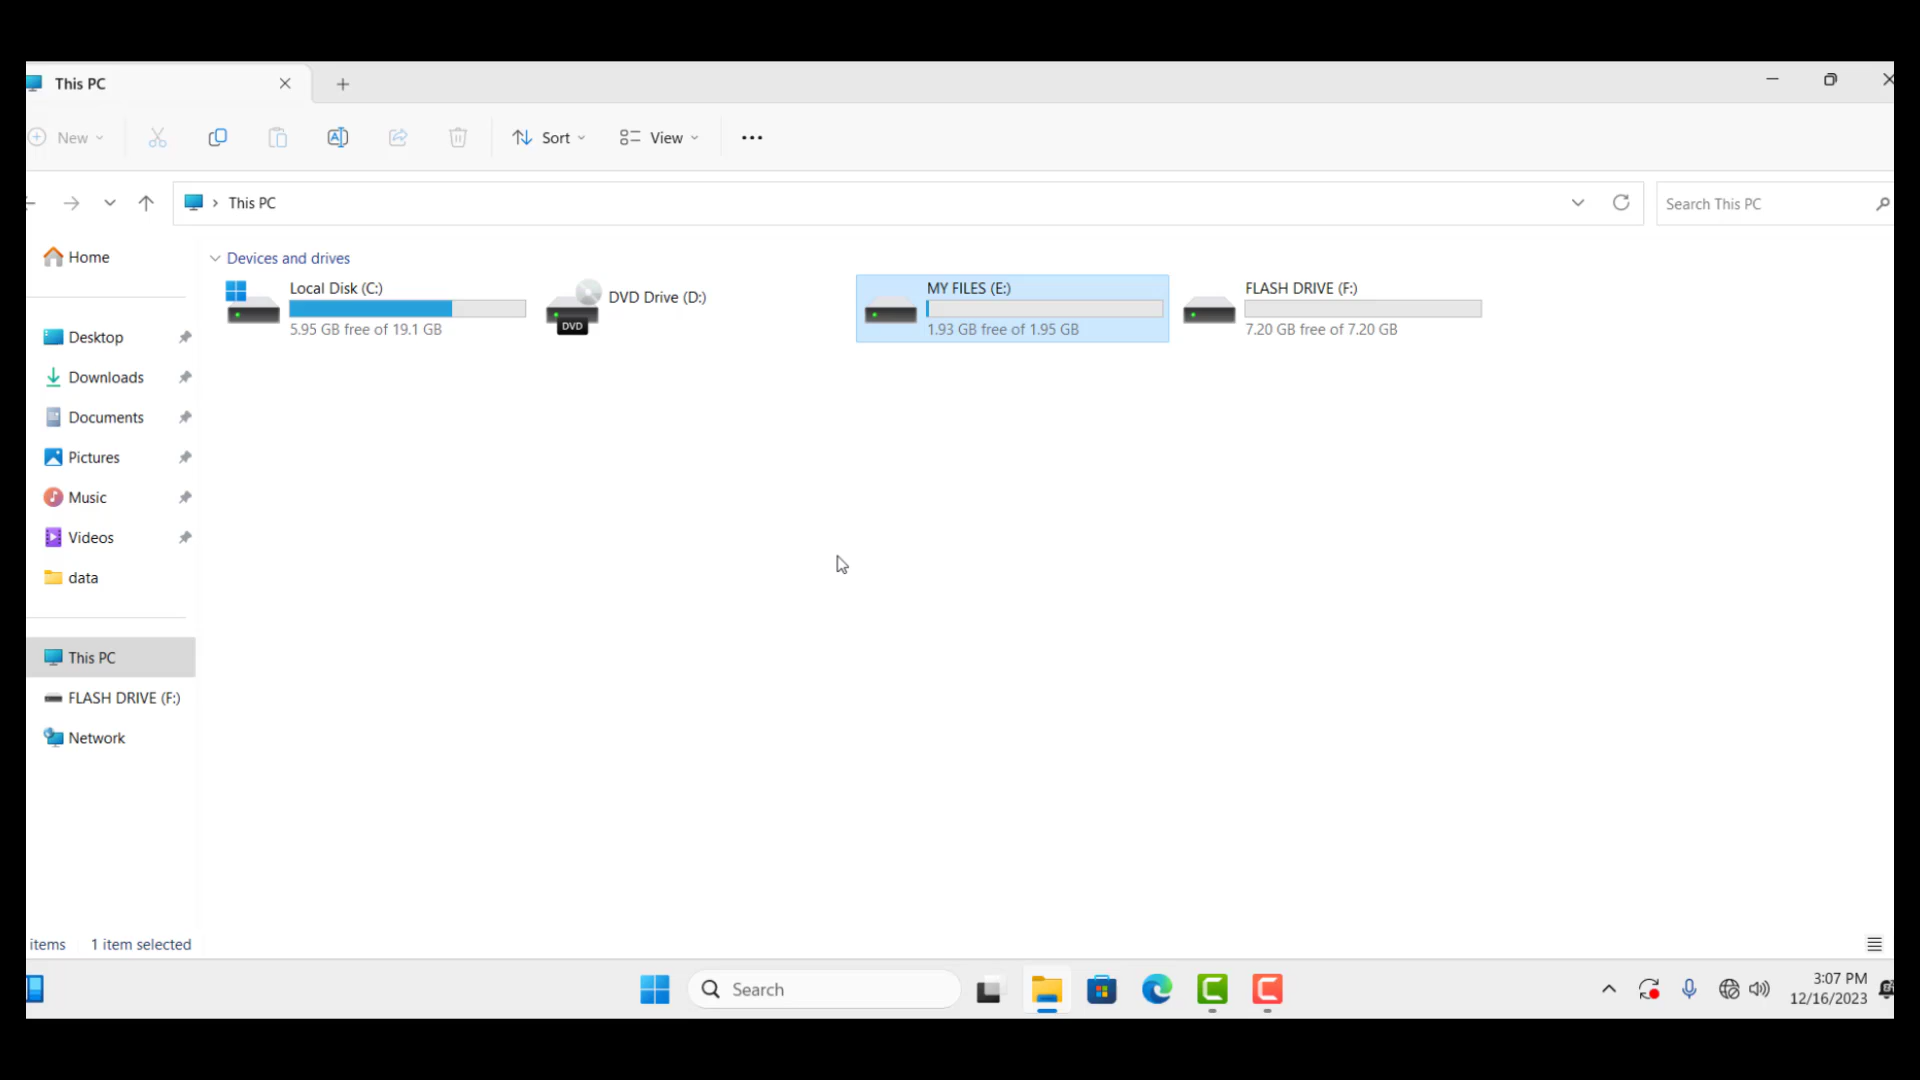 This PC
New
Sort
View
This PC
Search This PC
Home
Desktop
Downloads
Documents
Pictures
Music
Videos
data
This PC
FLASH DRIVE (F:)
Network
Devices and drives
Local Disk (C:)
5.95 GB free of 19.1 GB
DVD
DVD Drive (D:)
MY FILES (E:)
1.93 GB free of 1.95 GB
FLASH DRIVE (F:)
7.20 GB free of 7.20 GB
items 1 item selected
Search
3:07 PM
12/16/2023